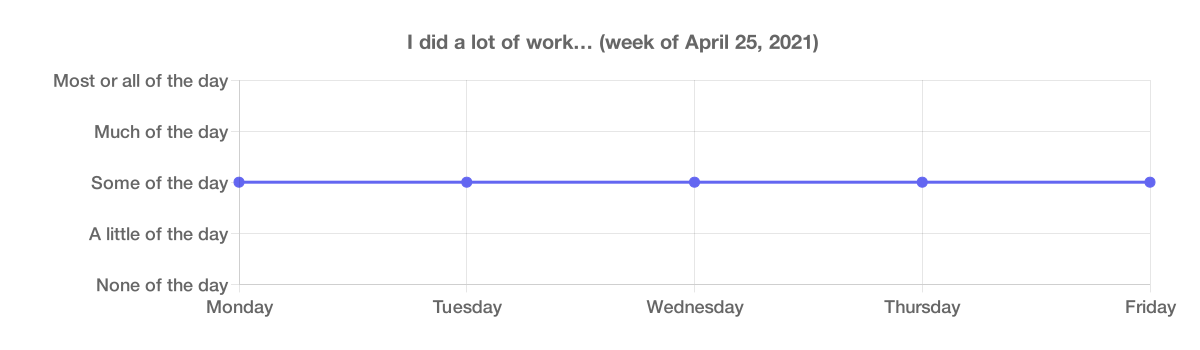 I did a lot of work... (week of April 25, 2021)
Most or all of the day
Much of the day
Some of the day
A little of the day
None of the day
Monday Tuesday Wednesday Thursday Friday